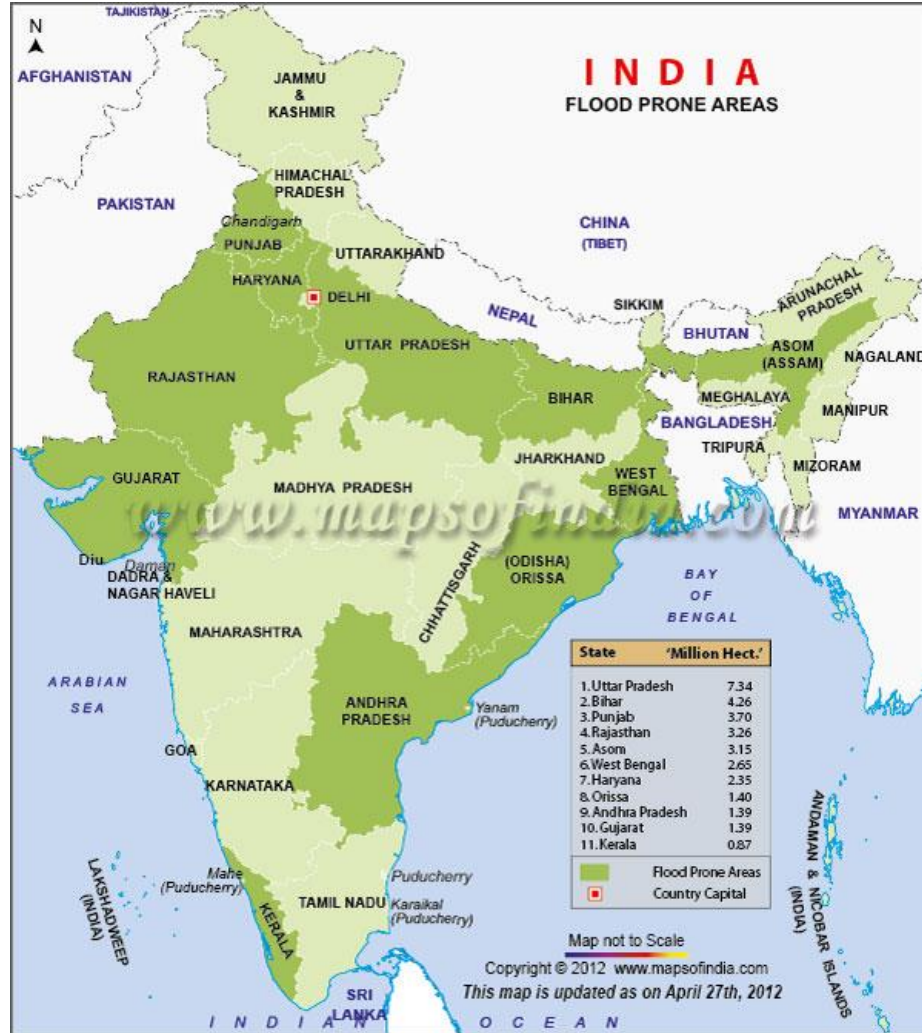 TAJIKISTAN
N
AFGHANISTAN
I N D I A
FLOOD PRONE AREAS
JAMMU
&
KASHMIR
HIMACHAL
PRADESH
PAKISTAN
Chandigarh
PUNJAB
UTTARAKHAND
CHINA
(TIBET)
HARYANA
DELHI
NEPAL
SIKKIM
BHUTAN
ARUNACHAL
PRADESH
ASOM
(ASSAM)
NAGALAND
UTTAR PRADESH
RAJASTHAN
BIHAR
MEGHALAYA
MANIPUR
BANGLADESH
TRIPURA
MIZORAM
JHARKHAND
WEST
BENGAL
GUJARAT
MADHYA PRADESH
www.mapsofindia.com
MYANMAR
Diu
Daman
DADRA &
NAGAR HAVELI
CHHATTISGARH
(ODISHA)
ORISSA
BAY
OF
BENGAL
MAHARASHTRA
ARABIAN
SEA
ANDHRA
PRADESH
Yanam
(Puducherry)
GOA
KARNATAKA
State 'Million Hect.'
1.Uttar Pradesh 7.34
2.Bihar 4.26
3.Punjab 3.70
4.Rajasthan 3.26
5.Asom 3.15
6.West Bengal 2.65
7.Haryana 2.35
8.Orissa 1.40
9.Andhra Pradesh 1.39
10.Gujarat 1.39
11.Kerala 0.87
Flood Prone Areas
Country Capital
LAKSHADWEEP
(INDIA)
Mahe
(Puducherry)
KERALA
TAMIL NADU
Puducherry
Karaikal
(Puducherry)
ANDAMAN & NICOBAR ISLANDS
(INDIA)
SRI
LANKA
Map not to Scale
Copyright © 2012 www.mapsofindia.com
This map is updated as on April 27th, 2012
I N D I A N O C E A N